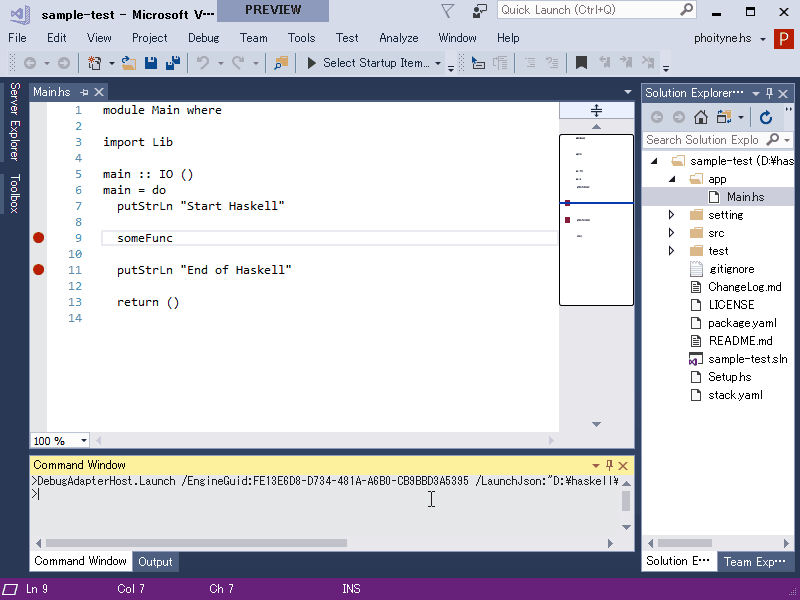 sample-test - Microsoft V···
PREVIEW
Quick Launch (Ctrl+Q)
File Edit View Project Debug Team Tools Test Analyze Window Help
phoityne.hs
P
Select Startup Item...
Server Explorer
Toolbox
Main.hs
1 module Main where
2
3 import Lib
4
5 main :: IO ()
6 main = do
7 putStrLn "Start Haskell"
8
9 someFunc
10
11 putStrLn "End of Haskell"
12
13 return ()
14
100 %
Command Window
>DebugAdapterHost.Launch /EngineGuid:FE13E6D8-D734-481A-A6B0-CB9BBD3A5395 /LaunchJson:"D:¥haskell¥
>
Command Window Output
Solution Explorer···
Search Solution Explo
sample-test (D:¥has
app
Main.hs
setting
src
test
.gitignore
ChangeLog.md
LICENSE
package.yaml
README.md
sample-test.sln
Setup.hs
stack.yaml
Solution E··· Team Exp···
Ln 9 Col 7 Ch 7 INS